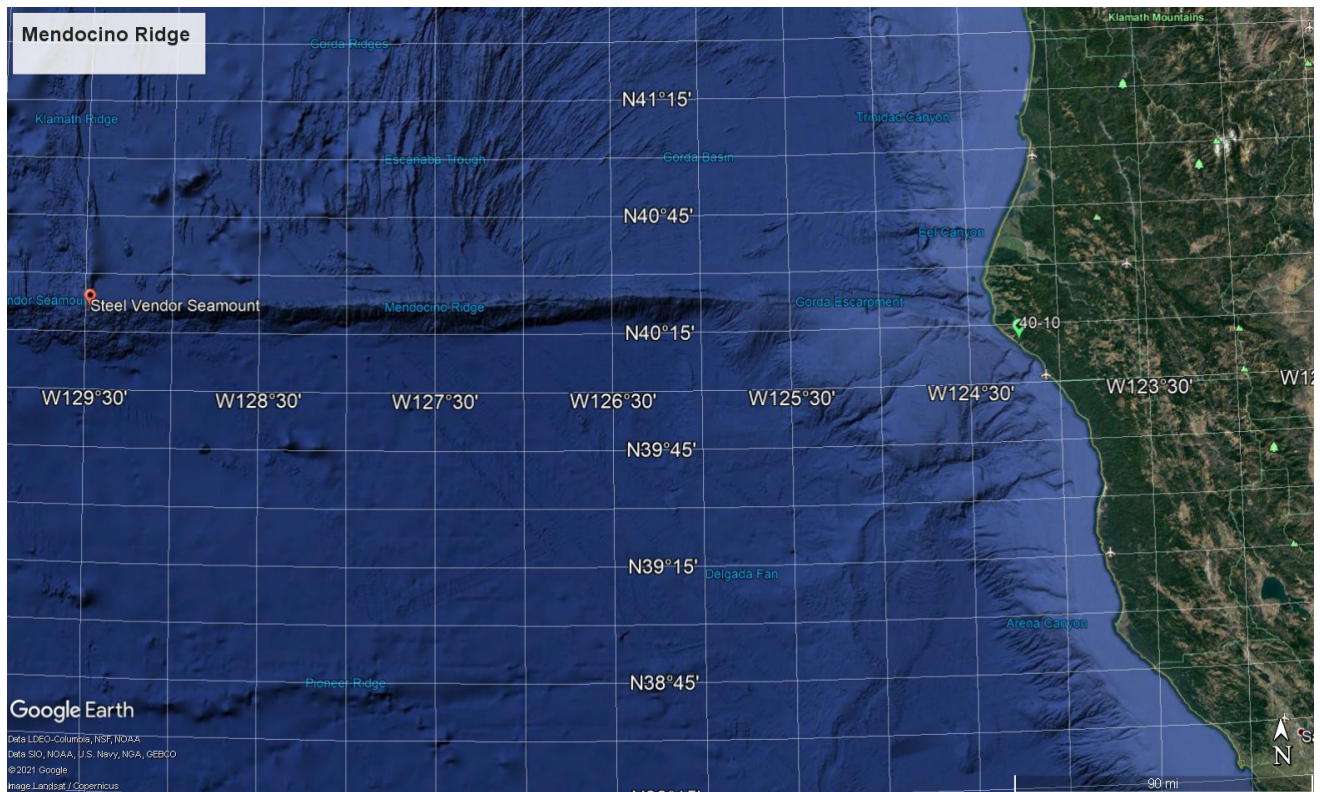 Mendocino Ridge
Klamath Mountains
Gorda Ridges
N41°15'
Klamath Ridge
Trinidad Canyon
Escanaba Trough
Gorda Basin
N40°45'
Eel Canyon
ndor Seamou
Steel Vendor Seamount
Mendocino Ridge
Gorda Escarpment
40-10
N40°15'
W129°30'
W128°30'
W127°30'
W126°30'
W125°30'
W124°30'
W123°30'
W12
N39°45'
N39°15'
Delgada Fan
Arena Canyon
Pioneer Ridge
N38°45'
Google Earth
Data LDEO-Columbia, NSF, NOAA
Data SIO, NOAA, U.S. Navy, NGA, GEBCO
©2021 Google
Image Landsat / Copernicus
Sa
N
90 mi